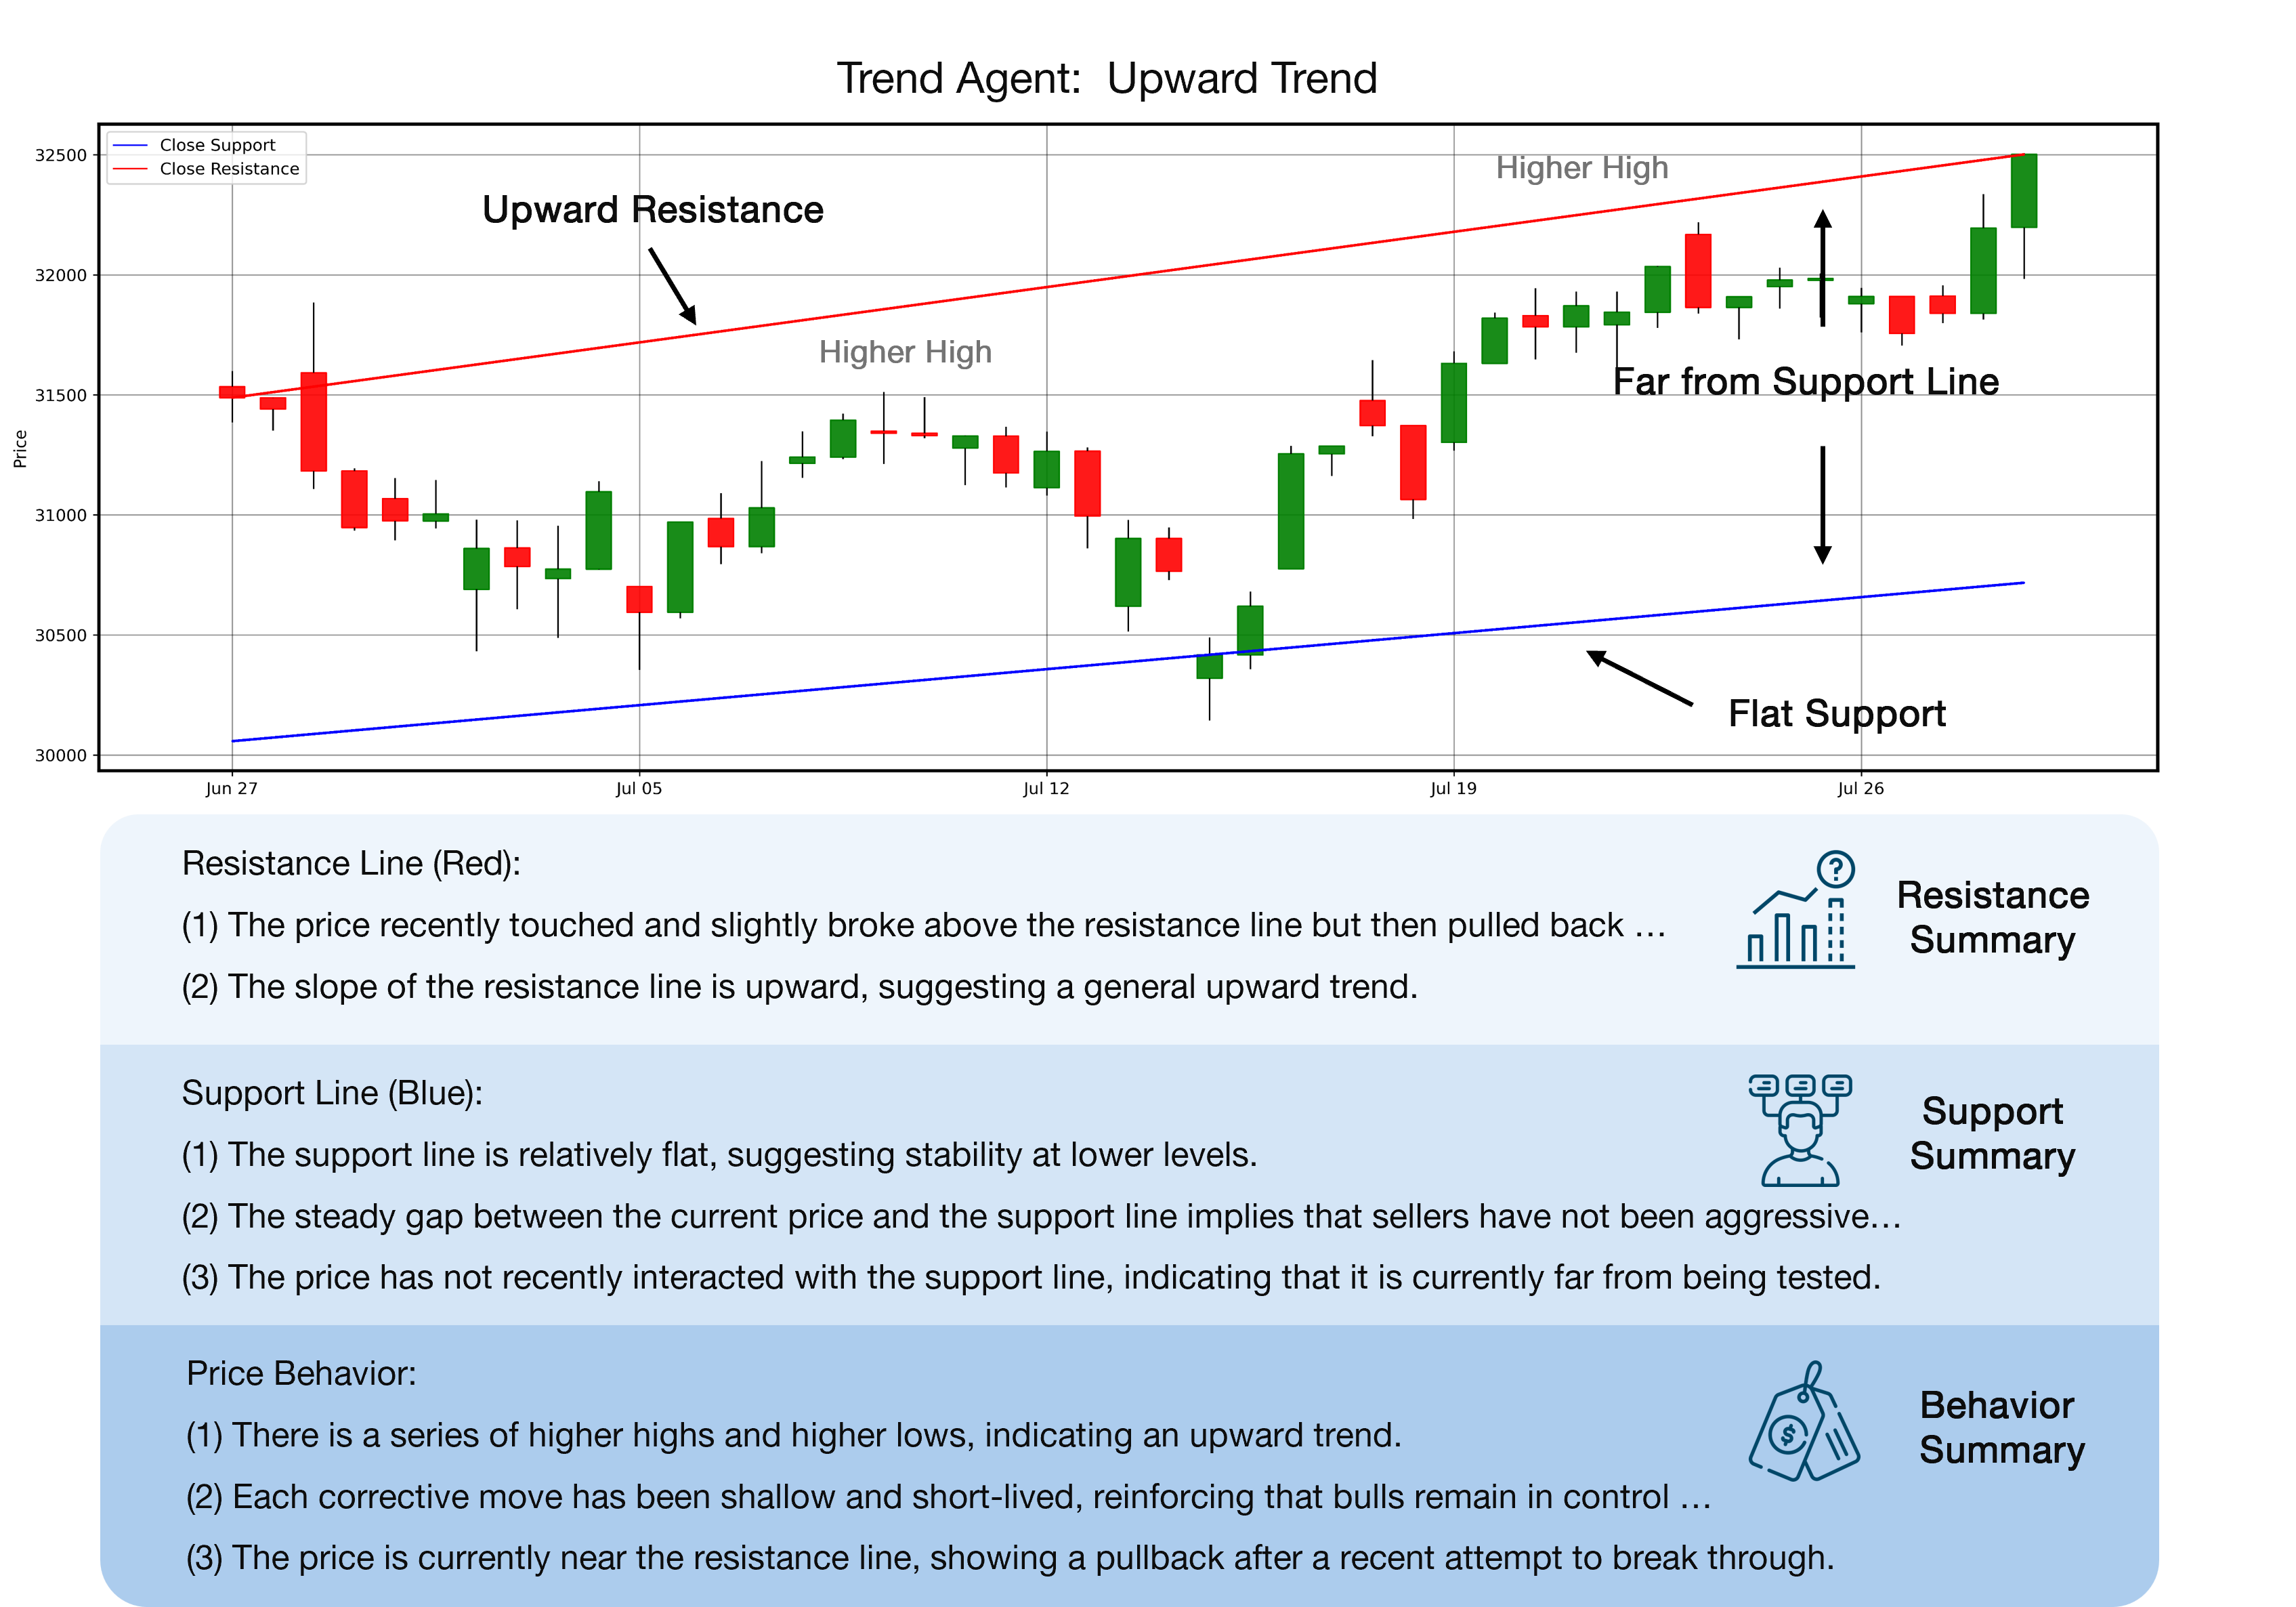 Trend Agent:  Upward Trend
Close Support
Close Resistance
32500
32000
31500
31000
30500
30000
Price
Higher High
Upward Resistance
Higher High
Far from Support Line
Flat Support
Jun 27
Jul 05
Jul 12
Jul 19
Jul 26
Resistance Line (Red):
(1) The price recently touched and slightly broke above the resistance line but then pulled back …
(2) The slope of the resistance line is upward, suggesting a general upward trend.
?
Resistance
Summary
Support Line (Blue):
(1) The support line is relatively flat, suggesting stability at lower levels.
(2) The steady gap between the current price and the support line implies that sellers have not been aggressive…
(3) The price has not recently interacted with the support line, indicating that it is currently far from being tested.
Support
Summary
Price Behavior:
(1) There is a series of higher highs and higher lows, indicating an upward trend.
(2) Each corrective move has been shallow and short-lived, reinforcing that bulls remain in control …
(3) The price is currently near the resistance line, showing a pullback after a recent attempt to break through.
$
Behavior
Summary